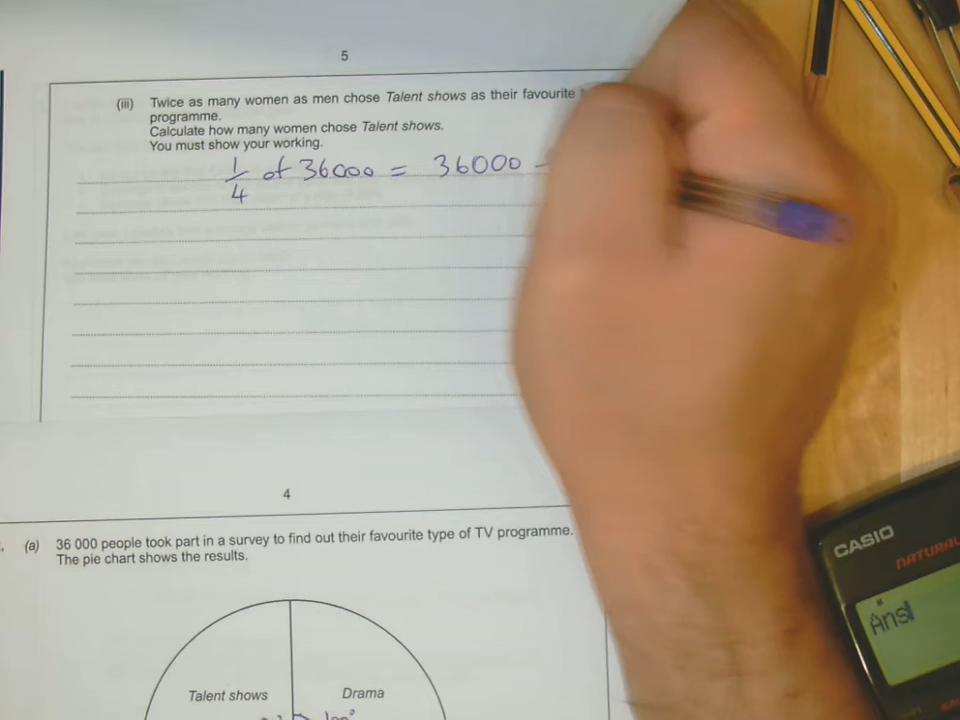 5
(iii) Twice as many women as men chose Talent shows as their favourite
programme.
Calculate how many women chose Talent shows.
You must show your working.
1/4 of 36000 = 36000 -
4
(a) 36 000 people took part in a survey to find out their favourite type of TV programme.
The pie chart shows the results.
Talent shows Drama
CASIO
NATURAL
Ans